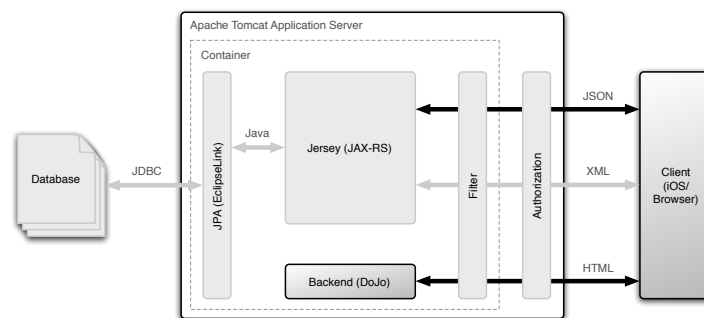 Apache Tomcat Application Server
Container
JSON
Java
Jersey (JAX-RS)
Database
JDBC
JPA (EclipseLink)
Filter
Authorization
XML
Client
(iOS/
Browser)
Backend (DoJo)
HTML